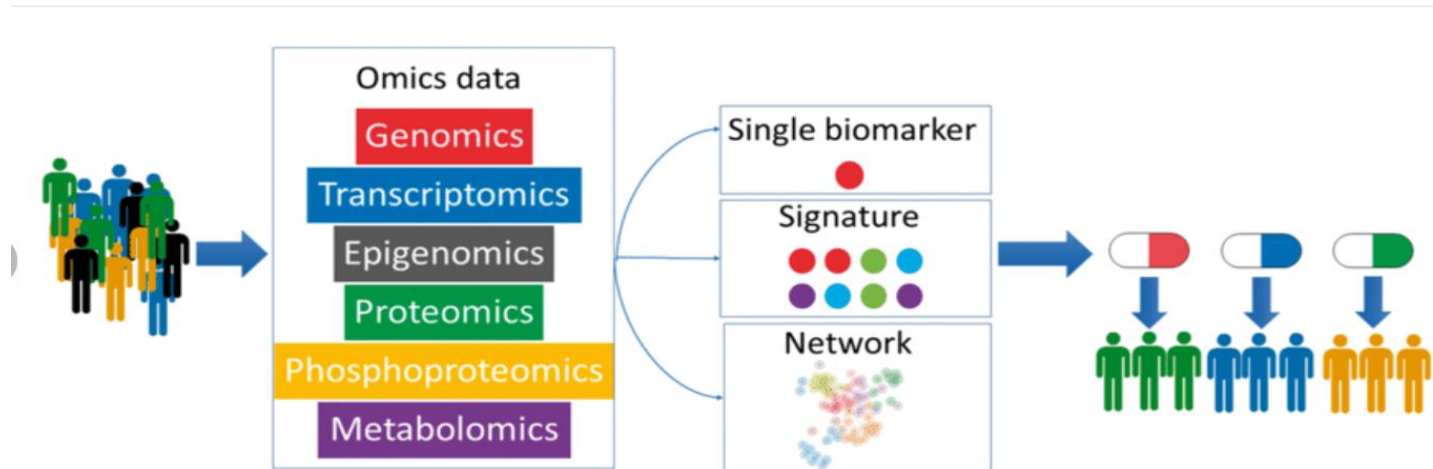 Omics data
Genomics
Transcriptomics
Epigenomics
Proteomics
Phosphoproteomics
Metabolomics
Single biomarker
Signature
Network